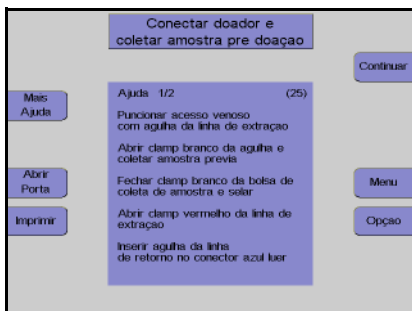 Conectar doador e
coletar amostra pre doaçao
Continuar
Mais
Ajuda
Ajuda 1/2 (25)
Puncionar acesso venoso
com agulha da linha de extraçao
Abrir clamp branco da agulha e
coletar amostra previa
Fechar clamp branco da bolsa de
coleta de amostra e selar
Abrir clamp vermelho da linha de
extraçao
Inserir agulha da linha
de retorno no conector azul luer
Abrir
Porta
Imprimir
Menu
Opçao